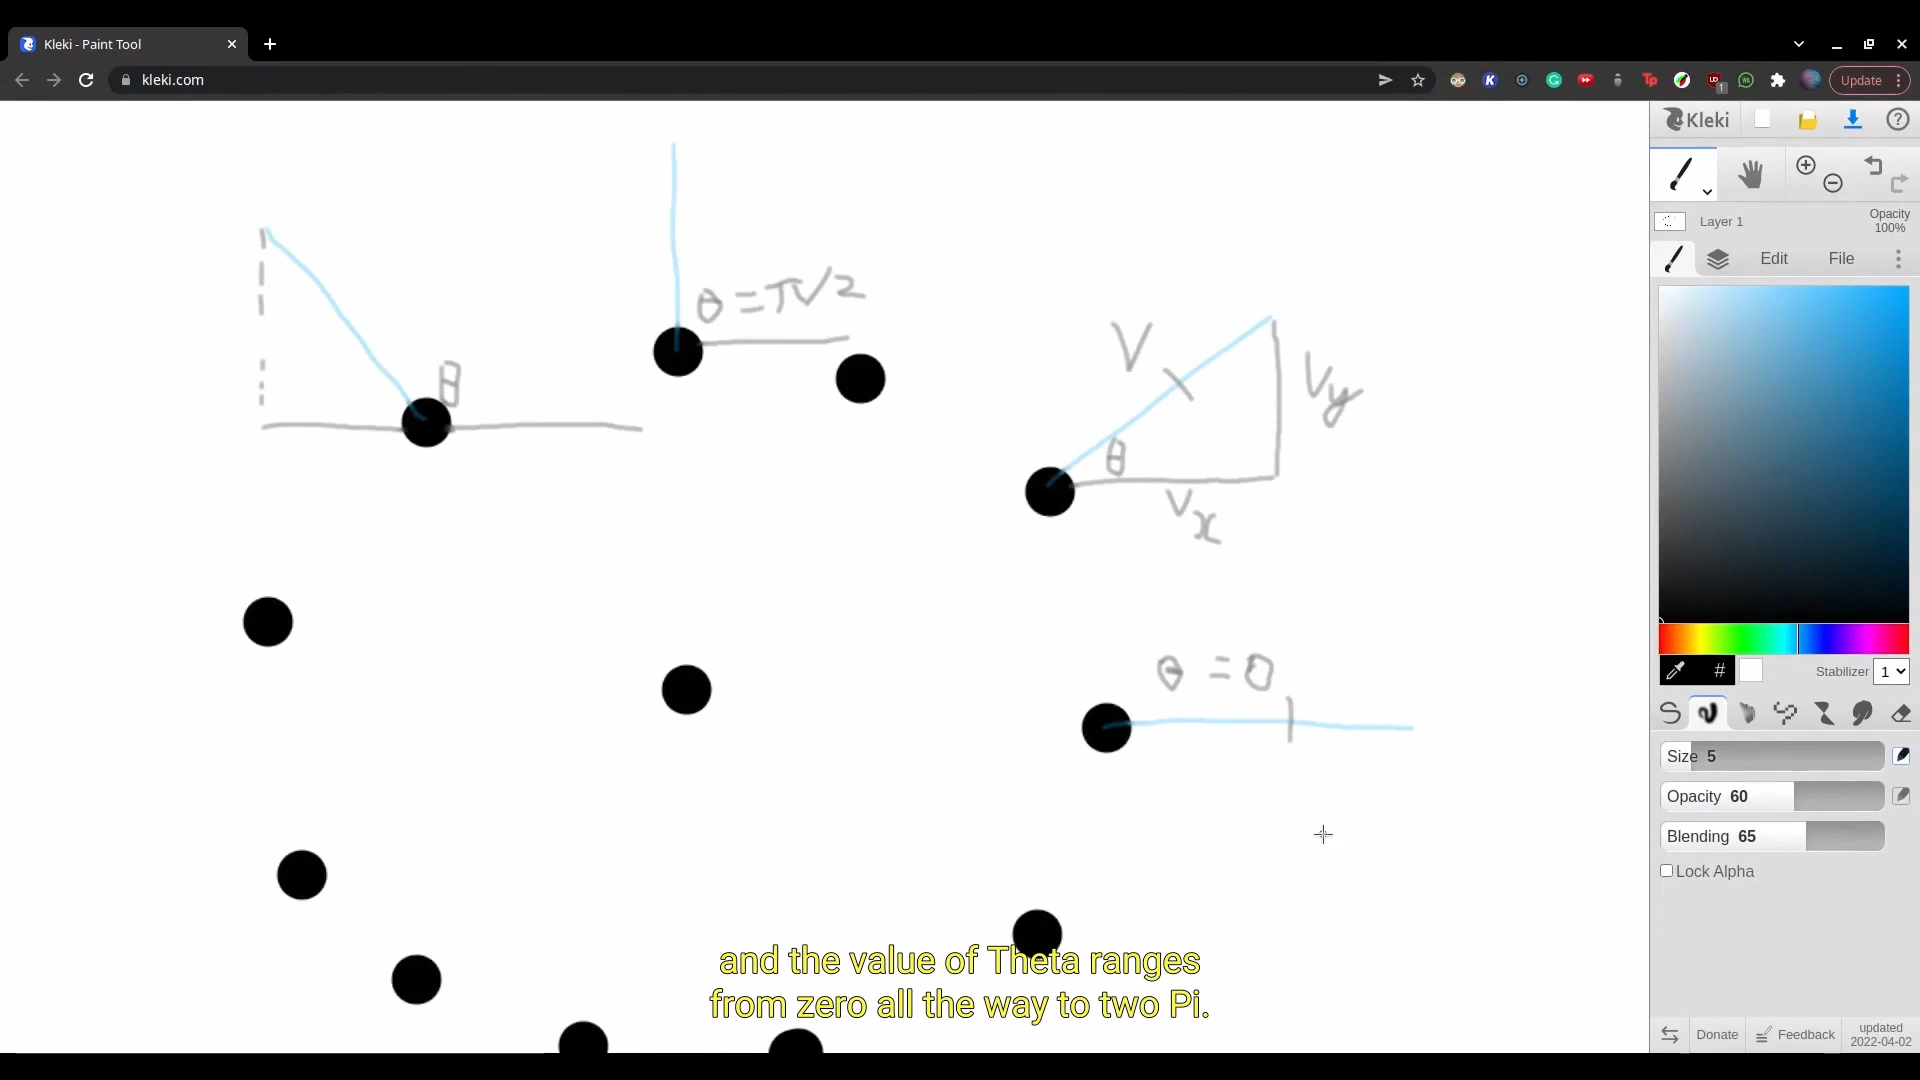 Kleki - Paint Tool
kleki.com
Update
Kleki
Layer 1
Opacity
100%
Edit
File
θ = π/2
θ
V
Vy
θ
Vx
θ = 0
#
Stabilizer 1
Size 5
Opacity 60
Blending 65
Lock Alpha
and the value of Theta ranges
from zero all the way to two Pi.
Donate
Feedback
updated
2022-04-02